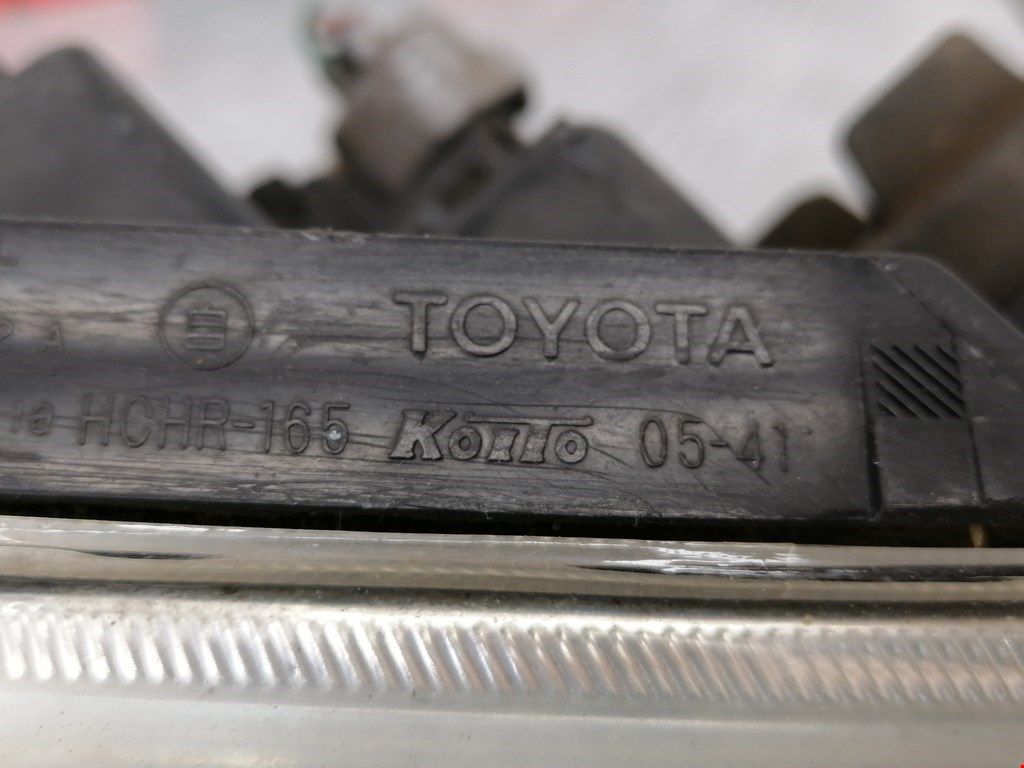 TOYOTA
HCHR-165 KOITO 05-41